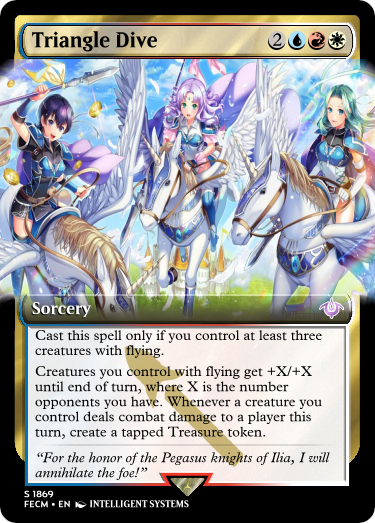 Triangle Dive 2
Sorcery
Cast this spell only if you control at least three
creatures with flying.
Creatures you control with flying get +X/+X
until end of turn, where X is the number
opponents you have. Whenever a creature you
control deals combat damage to a player this
turn, create a tapped Treasure token.
“For the honor of the Pegasus knights of Ilia, I will
annihilate the foe!”
S 1869
FECM • EN INTELLIGENT SYSTEMS